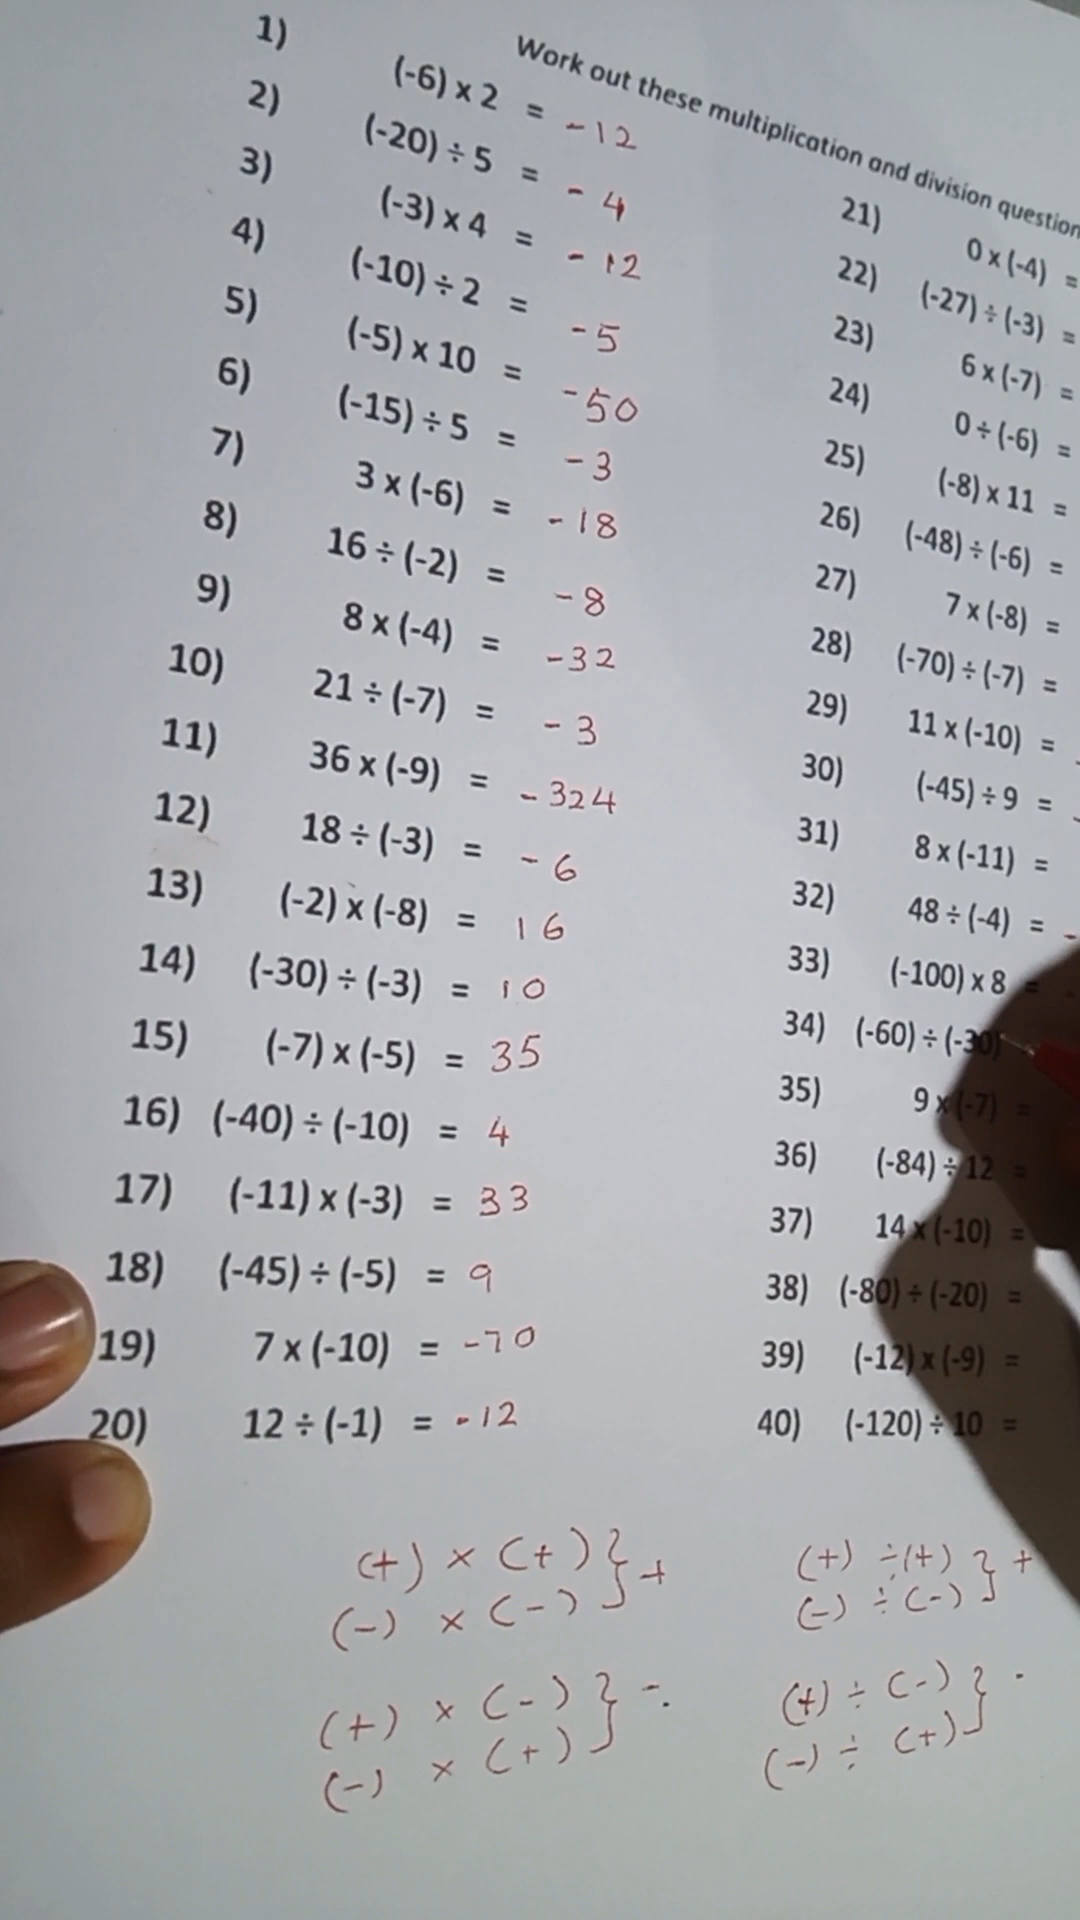 Work out these multiplication and division question
1) (-6) x 2 = -12
2) (-20) ÷ 5 = -4
3) (-3) x 4 = -12
4) (-10) ÷ 2 = -5
5) (-5) x 10 = -50
6) (-15) ÷ 5 = -3
7) 3 x (-6) = -18
8) 16 ÷ (-2) = -8
9) 8 x (-4) = -32
10) 21 ÷ (-7) = -3
11) 36 x (-9) = -324
12) 18 ÷ (-3) = -6
13) (-2) x (-8) = 16
14) (-30) ÷ (-3) = 10
15) (-7) x (-5) = 35
16) (-40) ÷ (-10) = 4
17) (-11) x (-3) = 33
18) (-45) ÷ (-5) = 9
19) 7 x (-10) = -70
20) 12 ÷ (-1) = -12
21) 0 x (-4) =
22) (-27) ÷ (-3) =
23) 6 x (-7) =
24) 0 ÷ (-6) =
25) (-8) x 11 =
26) (-48) ÷ (-6) =
27) 7 x (-8) =
28) (-70) ÷ (-7) =
29) 11 x (-10) =
30) (-45) ÷ 9 =
31) 8 x (-11) =
32) 48 ÷ (-4) = -
33) (-100) x 8 =
34) (-60) ÷ (-30)
35) 9 x (-7) =
36) (-84) ÷ 12 =
37) 14 x (-10) =
38) (-80) ÷ (-20) =
39) (-12) x (-9) =
40) (-120) ÷ 10 =
(+) × (+) } +
(-) × (-)
(+) × (-) } -.
(-) × (+)
(+) ÷ (+) } +
(-) ÷ (-)
(+) ÷ (-) } -
(-) ÷ (+)